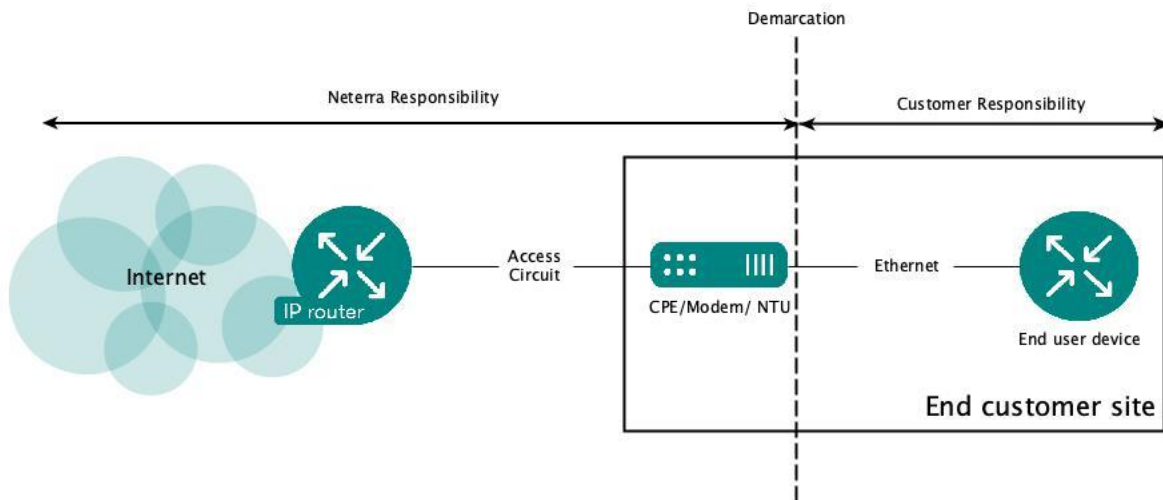 Demarcation
Neterra Responsibility
Customer Responsibility
Internet
IP router
Access
Circuit
CPE/Modem/ NTU
Ethernet
End user device
End customer site